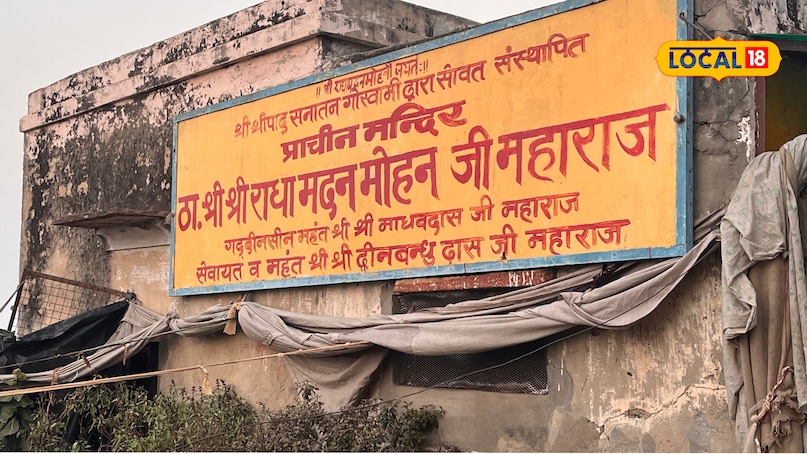 ॥ श्री राधामदनमोहनौ जयतः ॥
श्री श्रीपाद सनातन गोस्वामी द्वारा सेवित संस्थापित
प्राचीन मन्दिर
ठा. श्री श्री राधा मदन मोहन जी महाराज
गद्दीनसीन महंत श्री श्री माधवदास जी महाराज
सेवायत व महंत श्री श्री दीनबन्धु दास जी महाराज
LOCAL 18